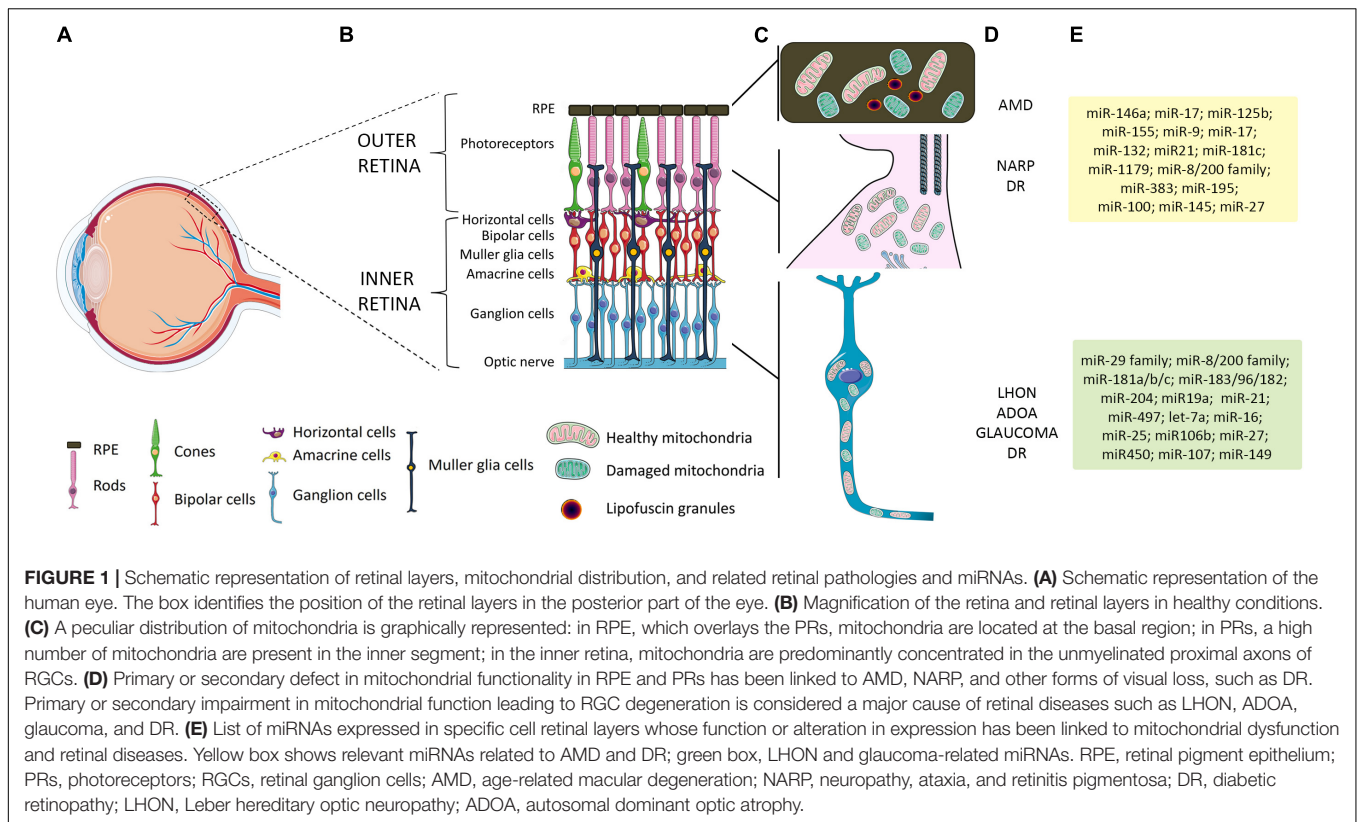 A
B
C
D
E
RPE
Photoreceptors
Horizontal cells
Bipolar cells
Muller glia cells
Amacrine cells
Ganglion cells
Optic nerve
OUTER
RETINA
INNER
RETINA
AMD
NARP
DR
LHON
ADOA
GLAUCOMA
DR
miR-146a; miR-17; miR-125b;
miR-155; miR-9; miR-17;
miR-132; miR21; miR-181c;
miR-1179; miR-8/200 family;
miR-383; miR-195;
miR-100; miR-145; miR-27
miR-29 family; miR-8/200 family;
miR-181a/b/c; miR-183/96/182;
miR-204; miR19a; miR-21;
miR-497; let-7a; miR-16;
miR-25; miR106b; miR-27;
miR450; miR-107; miR-149
RPE
Rods
Cones
Bipolar cells
Horizontal cells
Amacrine cells
Ganglion cells
Muller glia cells
Healthy mitochondria
Damaged mitochondria
Lipofuscin granules
FIGURE 1 | Schematic representation of retinal layers, mitochondrial distribution, and related retinal pathologies and miRNAs. (A) Schematic representation of the
human eye. The box identifies the position of the retinal layers in the posterior part of the eye. (B) Magnification of the retina and retinal layers in healthy conditions.
(C) A peculiar distribution of mitochondria is graphically represented: in RPE, which overlays the PRs, mitochondria are located at the basal region; in PRs, a high
number of mitochondria are present in the inner segment; in the inner retina, mitochondria are predominantly concentrated in the unmyelinated proximal axons of
RGCs. (D) Primary or secondary defect in mitochondrial functionality in RPE and PRs has been linked to AMD, NARP, and other forms of visual loss, such as DR.
Primary or secondary impairment in mitochondrial function leading to RGC degeneration is considered a major cause of retinal diseases such as LHON, ADOA,
glaucoma, and DR. (E) List of miRNAs expressed in specific cell retinal layers whose function or alteration in expression has been linked to mitochondrial dysfunction
and retinal diseases. Yellow box shows relevant miRNAs related to AMD and DR; green box, LHON and glaucoma-related miRNAs. RPE, retinal pigment epithelium;
PRs, photoreceptors; RGCs, retinal ganglion cells; AMD, age-related macular degeneration; NARP, neuropathy, ataxia, and retinitis pigmentosa; DR, diabetic
retinopathy; LHON, Leber hereditary optic neuropathy; ADOA, autosomal dominant optic atrophy.